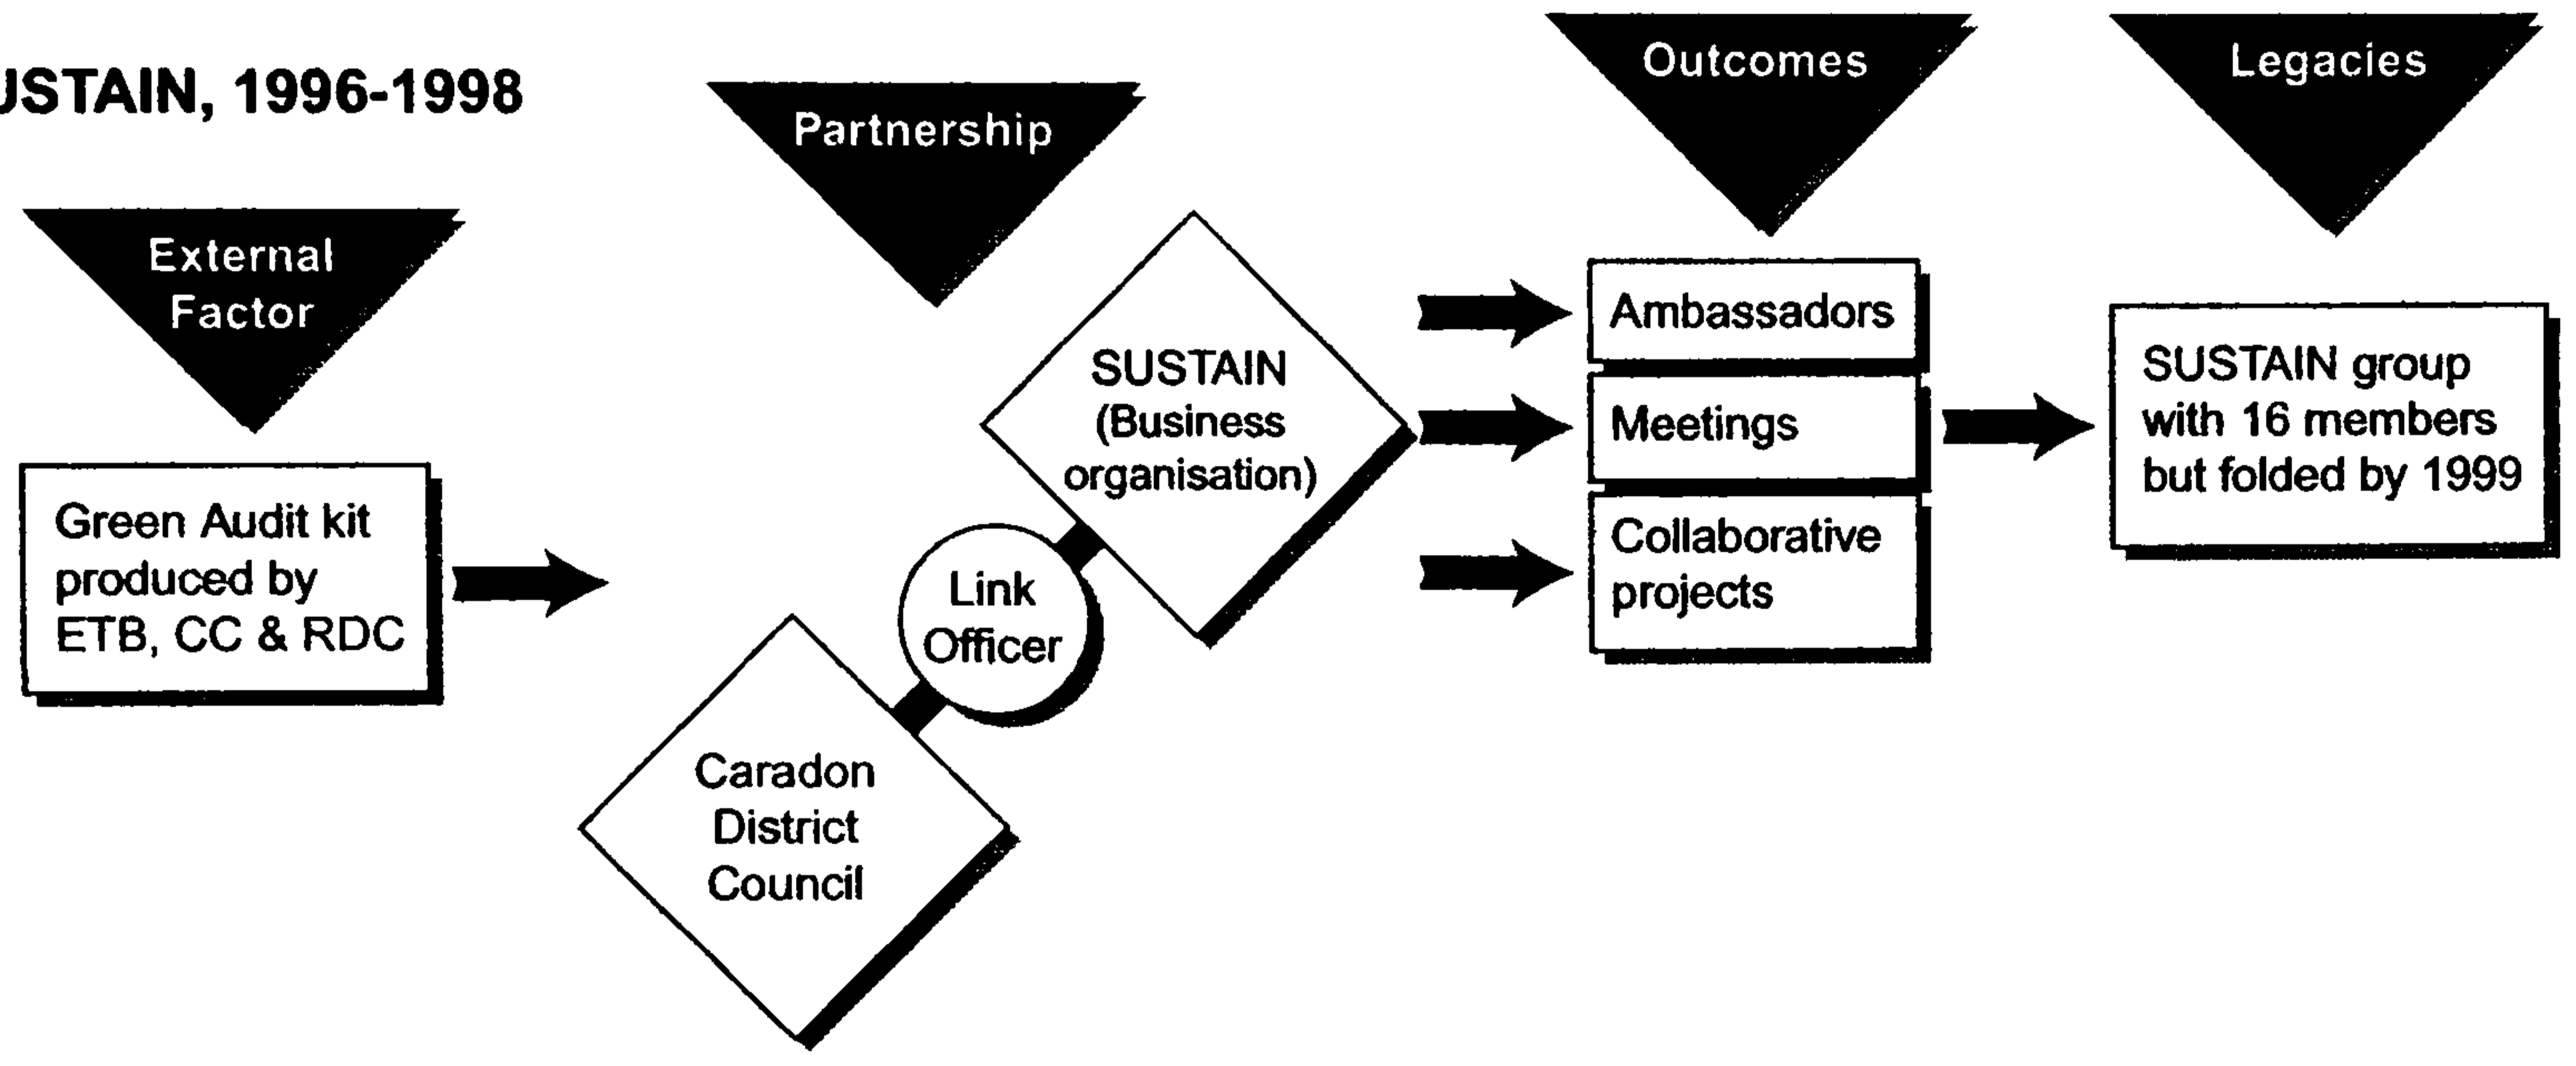 USTAIN, 1996-1998
External
Factor
Green Audit kit
produced by
ETB, CC & RDC
Partnership
SUSTAIN
(Business
organisation)
Link
Officer
Caradon
District
Council
Outcomes
Ambassadors
Meetings
Collaborative
projects
Legacies
SUSTAIN group
with 16 members
but folded by 1999